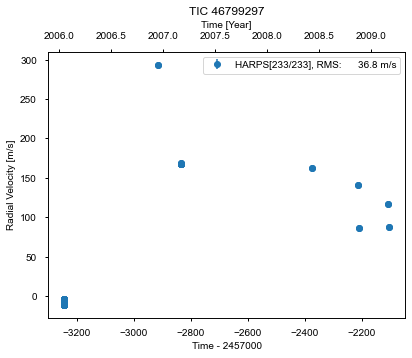 TIC 46799297
Time [Year]
2006.0 2006.5 2007.0 2007.5 2008.0 2008.5 2009.0
HARPS[233/233], RMS: 36.8 m/s
300
250
200
150
100
50
0
Radial Velocity [m/s]
−3200 −3000 −2800 −2600 −2400 −2200
Time - 2457000